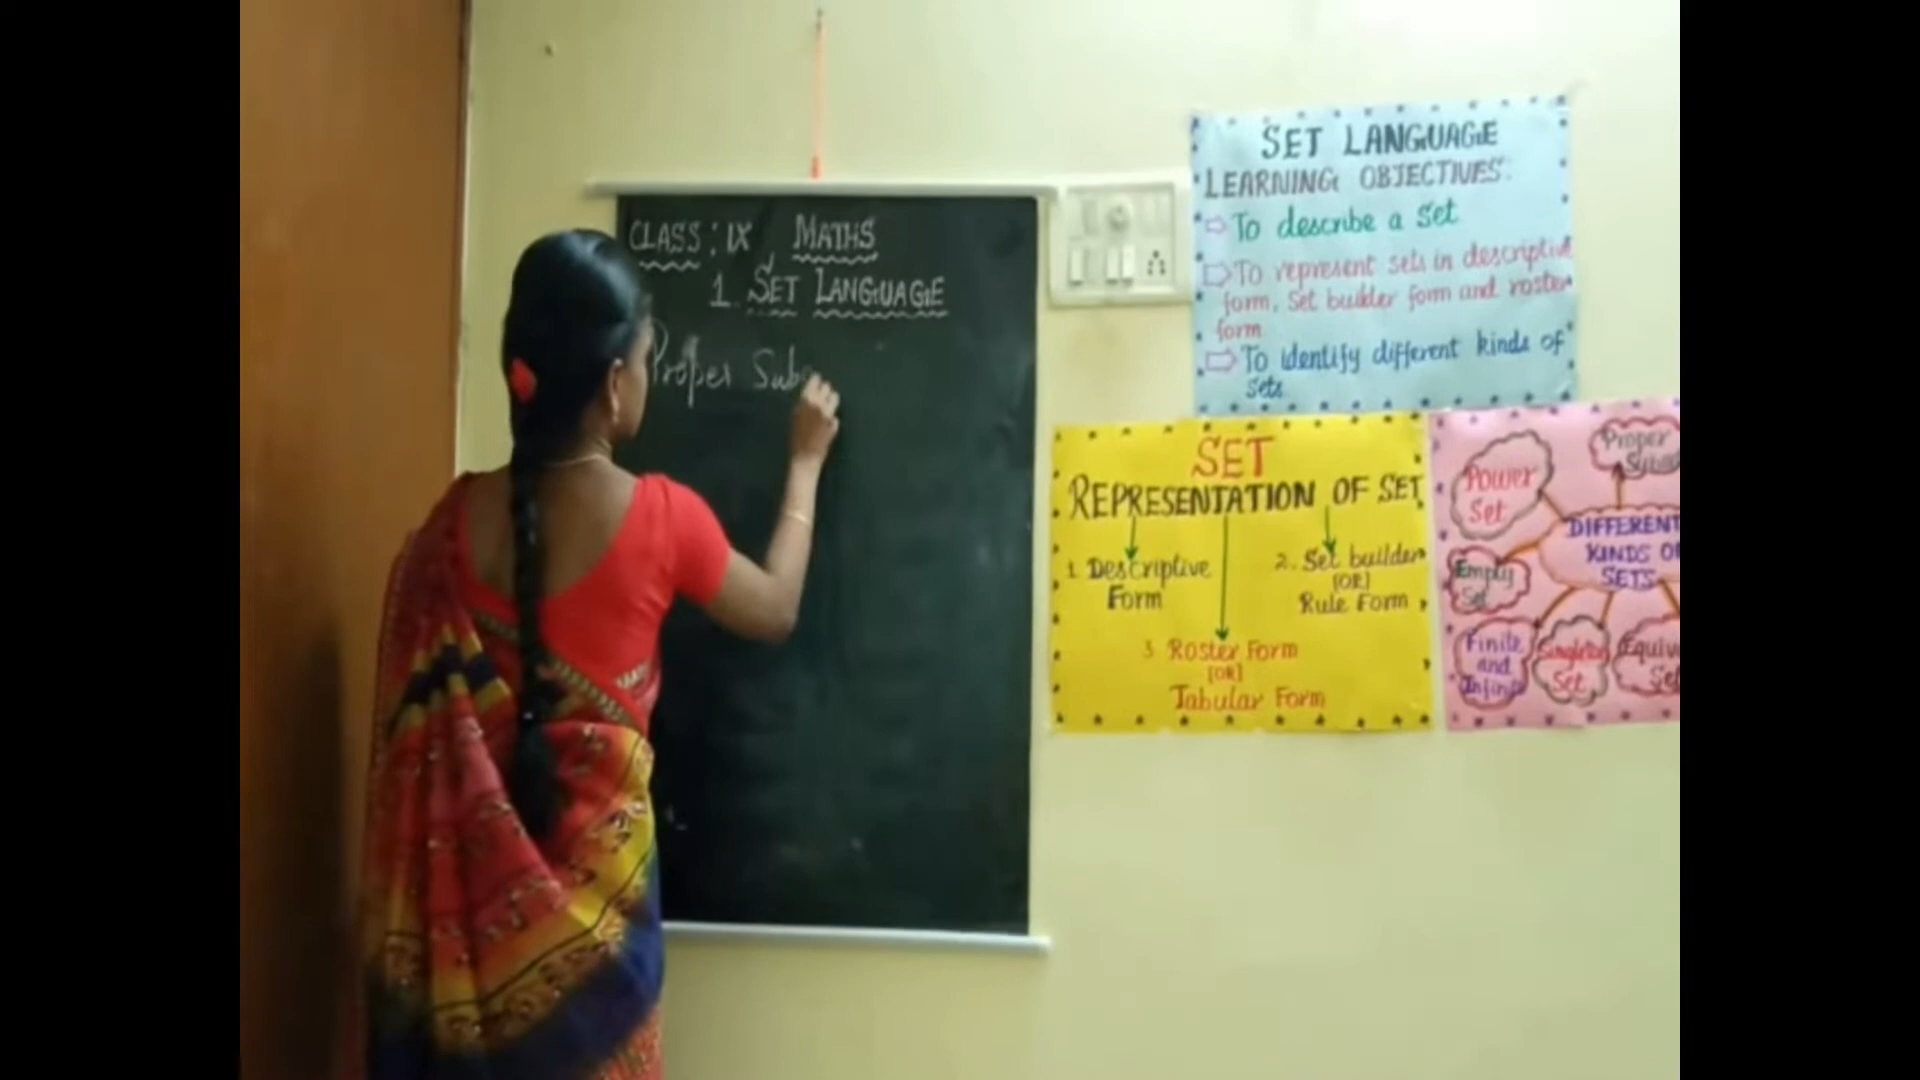 CLASS : IX MATHS
1. SET LANGUAGE
Proper Subs
SET LANGUAGE
LEARNING OBJECTIVES:
To describe a set
To represent sets in descriptive
form, Set builder form and roster
form
To identify different kinds of
sets
SET
REPRESENTATION OF SET
1. Descriptive
Form
2. Set builder
[OR]
Rule Form
3 Roster Form
[OR]
Tabular Form
DIFFERENT
KINDS OF
SETS
Power
Set
Proper
Empty
Set
Finite
and
Singleton
Set